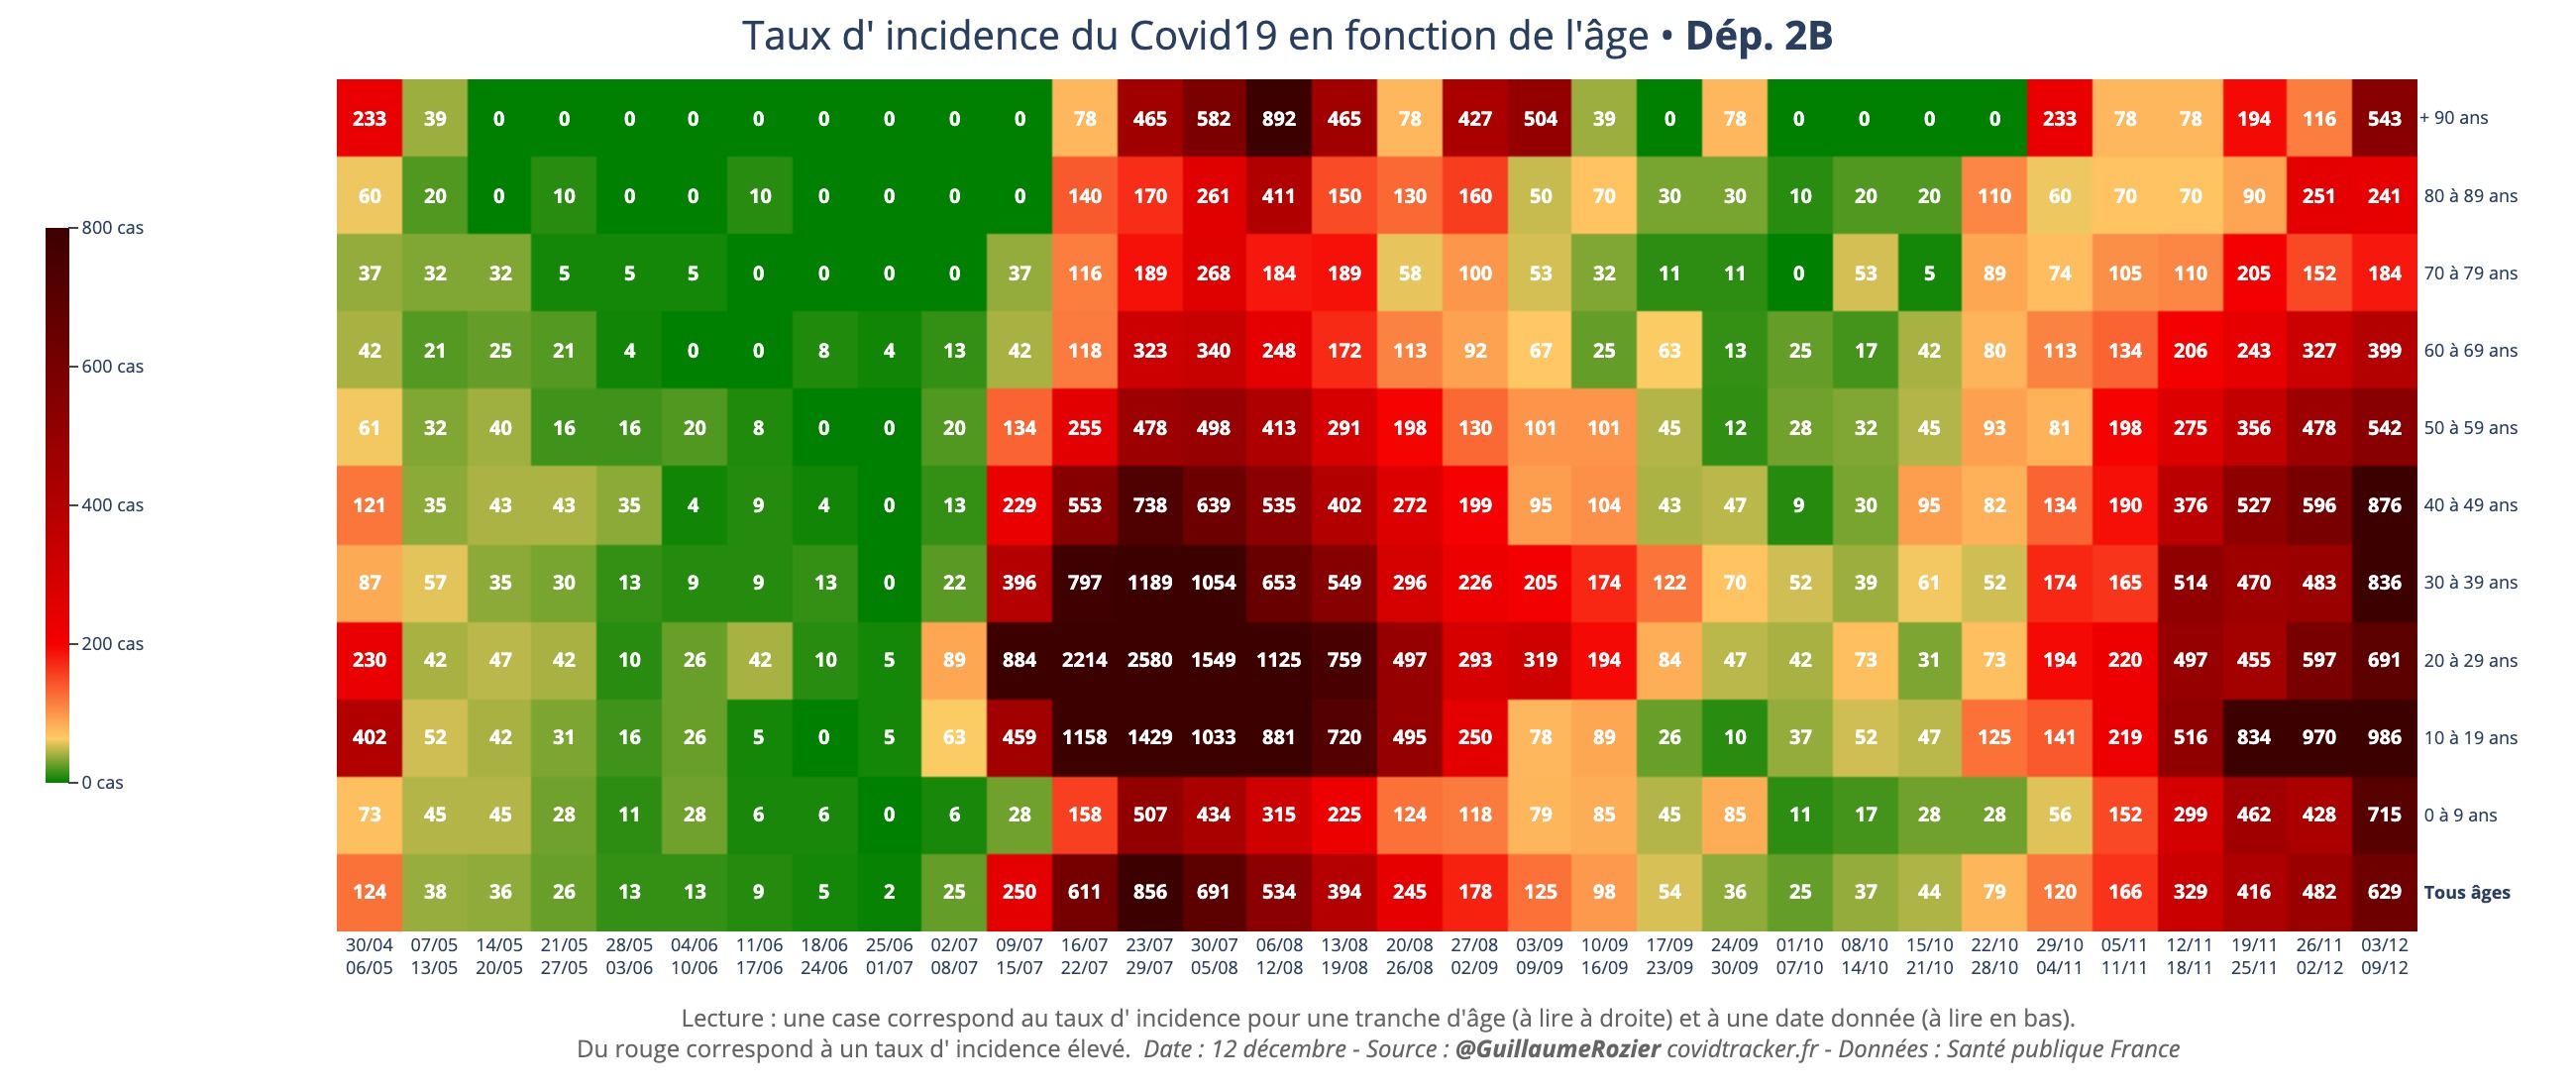 Taux d' incidence du Covid19 en fonction de l'âge • Dép. 2B
233 39 0 0 0 0 0 0 0 0 0 78 465 582 892 465 78 427 504 39 0 78 0 0 0 0 233 78 78 194 116 543 + 90 ans
60 20 0 10 0 0 10 0 0 0 0 140 170 261 411 150 130 160 50 70 30 30 10 20 20 110 60 70 70 90 251 241 80 à 89 ans
37 32 32 5 5 5 0 0 0 0 37 116 189 268 184 189 58 100 53 32 11 11 0 53 5 89 74 105 110 205 152 184 70 à 79 ans
42 21 25 21 4 0 0 8 4 13 42 118 323 340 248 172 113 92 67 25 63 13 25 17 42 80 113 134 206 243 327 399 60 à 69 ans
61 32 40 16 16 20 8 0 0 20 134 255 478 498 413 291 198 130 101 101 45 12 28 32 45 93 81 198 275 356 478 542 50 à 59 ans
121 35 43 43 35 4 9 4 0 13 229 553 738 639 535 402 272 199 95 104 43 47 9 30 95 82 134 190 376 527 596 876 40 à 49 ans
87 57 35 30 13 9 9 13 0 22 396 797 1189 1054 653 549 296 226 205 174 122 70 52 39 61 52 174 165 514 470 483 836 30 à 39 ans
230 42 47 42 10 26 42 10 5 89 884 2214 2580 1549 1125 759 497 293 319 194 84 47 42 73 31 73 194 220 497 455 597 691 20 à 29 ans
402 52 42 31 16 26 5 0 5 63 459 1158 1429 1033 881 720 495 250 78 89 26 10 37 52 47 125 141 219 516 834 970 986 10 à 19 ans
73 45 45 28 11 28 6 6 0 6 28 158 507 434 315 225 124 118 79 85 45 85 11 17 28 28 56 152 299 462 428 715 0 à 9 ans
124 38 36 26 13 13 9 5 2 25 250 611 856 691 534 394 245 178 125 98 54 36 25 37 44 79 120 166 329 416 482 629 Tous âges
30/04 07/05 14/05 21/05 28/05 04/06 11/06 18/06 25/06 02/07 09/07 16/07 23/07 30/07 06/08 13/08 20/08 27/08 03/09 10/09 17/09 24/09 01/10 08/10 15/10 22/10 29/10 05/11 12/11 19/11 26/11 03/12
06/05 13/05 20/05 27/05 03/06 10/06 17/06 24/06 01/07 08/07 15/07 22/07 29/07 05/08 12/08 19/08 26/08 02/09 09/09 16/09 23/09 30/09 07/10 14/10 21/10 28/10 04/11 11/11 18/11 25/11 02/12 09/12
800 cas
600 cas
400 cas
200 cas
0 cas
Lecture : une case correspond au taux d' incidence pour une tranche d'âge (à lire à droite) et à une date donnée (à lire en bas).
Du rouge correspond à un taux d' incidence élevé. Date : 12 décembre - Source : @GuillaumeRozier covidtracker.fr - Données : Santé publique France